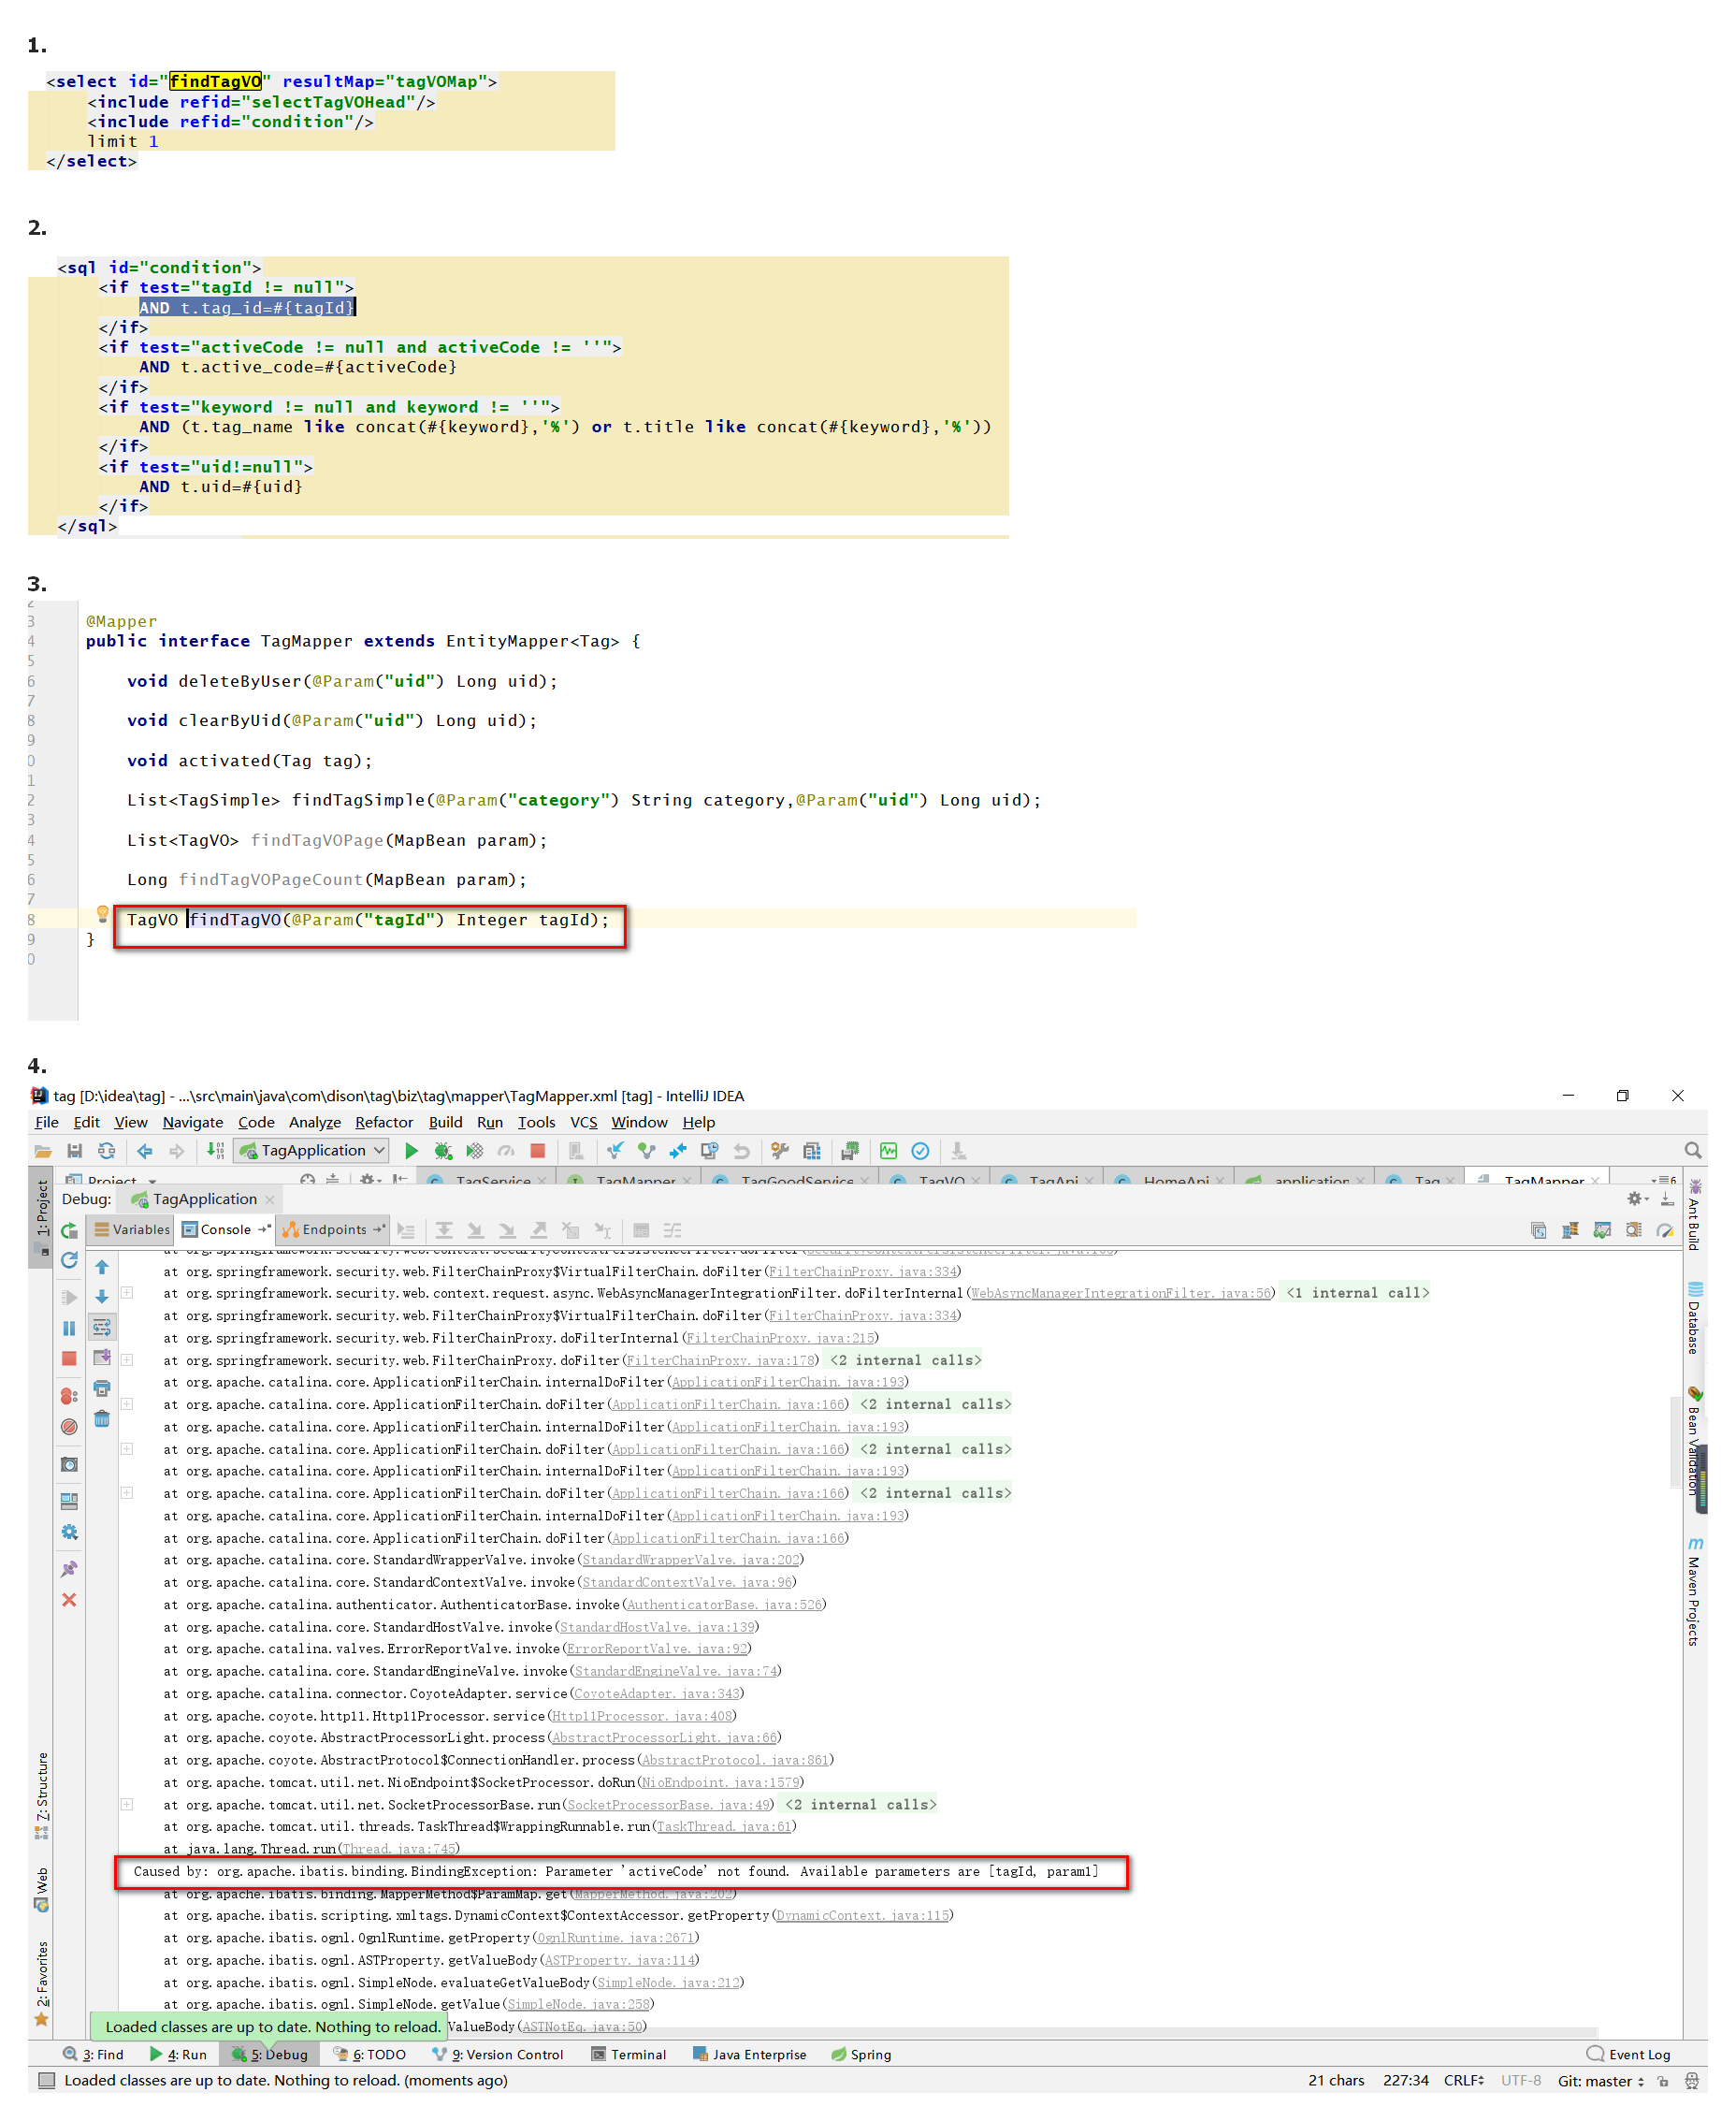 1.
<select id="findTagVO" resultMap="tagVOMap">
<include refid="selectTagVOHead"/>
<include refid="condition"/>
limit 1
</select>
2.
<sql id="condition">
<if test="tagId != null">
AND t.tag_id=#{tagId}
</if>
<if test="activeCode != null and activeCode != ''">
AND t.active_code=#{activeCode}
</if>
<if test="keyword != null and keyword != ''">
AND (t.tag_name like concat(#{keyword},'%') or t.title like concat(#{keyword},'%'))
</if>
<if test="uid!=null">
AND t.uid=#{uid}
</if>
</sql>
3.
2
3 @Mapper
4 public interface TagMapper extends EntityMapper<Tag> {
5
6 void deleteByUser(@Param("uid") Long uid);
7
8 void clearByUid(@Param("uid") Long uid);
9
0 void activated(Tag tag);
1
2 List<TagSimple> findTagSimple(@Param("category") String category,@Param("uid") Long uid);
3
4 List<TagVO> findTagVOPage(MapBean param);
5
6 Long findTagVOPageCount(MapBean param);
7
8 TagVO findTagVO(@Param("tagId") Integer tagId);
9 }
0
4.
tag [D:\idea\tag] - ...\src\main\java\com\dison\tag\biz\tag\mapper\TagMapper.xml [tag] - IntelliJ IDEA
File Edit View Navigate Code Analyze Refactor Build Run Tools VCS Window Help
TagApplication
Project TagService TagMapper TagGoodService TagVO TagApi HomeApi application Tag TagMapper 6
Debug: TagApplication
Variables Console Endpoints
at org.springframework.security.web.context.SecurityContextPersistenceFilter.doFilter(SecurityContextPersistenceFilter.java:105)
at org.springframework.security.web.FilterChainProxy$VirtualFilterChain.doFilter(FilterChainProxy.java:334)
at org.springframework.security.web.context.request.async.WebAsyncManagerIntegrationFilter.doFilterInternal(WebAsyncManagerIntegrationFilter.java:56) <1 internal call>
at org.springframework.security.web.FilterChainProxy$VirtualFilterChain.doFilter(FilterChainProxy.java:334)
at org.springframework.security.web.FilterChainProxy.doFilterInternal(FilterChainProxy.java:215)
at org.springframework.security.web.FilterChainProxy.doFilter(FilterChainProxy.java:178) <2 internal calls>
at org.apache.catalina.core.ApplicationFilterChain.internalDoFilter(ApplicationFilterChain.java:193)
at org.apache.catalina.core.ApplicationFilterChain.doFilter(ApplicationFilterChain.java:166) <2 internal calls>
at org.apache.catalina.core.ApplicationFilterChain.internalDoFilter(ApplicationFilterChain.java:193)
at org.apache.catalina.core.ApplicationFilterChain.doFilter(ApplicationFilterChain.java:166) <2 internal calls>
at org.apache.catalina.core.ApplicationFilterChain.internalDoFilter(ApplicationFilterChain.java:193)
at org.apache.catalina.core.ApplicationFilterChain.doFilter(ApplicationFilterChain.java:166) <2 internal calls>
at org.apache.catalina.core.ApplicationFilterChain.internalDoFilter(ApplicationFilterChain.java:193)
at org.apache.catalina.core.ApplicationFilterChain.doFilter(ApplicationFilterChain.java:166)
at org.apache.catalina.core.StandardWrapperValve.invoke(StandardWrapperValve.java:202)
at org.apache.catalina.core.StandardContextValve.invoke(StandardContextValve.java:96)
at org.apache.catalina.authenticator.AuthenticatorBase.invoke(AuthenticatorBase.java:526)
at org.apache.catalina.core.StandardHostValve.invoke(StandardHostValve.java:139)
at org.apache.catalina.valves.ErrorReportValve.invoke(ErrorReportValve.java:92)
at org.apache.catalina.core.StandardEngineValve.invoke(StandardEngineValve.java:74)
at org.apache.catalina.connector.CoyoteAdapter.service(CoyoteAdapter.java:343)
at org.apache.coyote.http11.Http11Processor.service(Http11Processor.java:408)
at org.apache.coyote.AbstractProcessorLight.process(AbstractProcessorLight.java:66)
at org.apache.coyote.AbstractProtocol$ConnectionHandler.process(AbstractProtocol.java:861)
at org.apache.tomcat.util.net.NioEndpoint$SocketProcessor.doRun(NioEndpoint.java:1579)
at org.apache.tomcat.util.net.SocketProcessorBase.run(SocketProcessorBase.java:49) <2 internal calls>
at org.apache.tomcat.util.threads.TaskThread$WrappingRunnable.run(TaskThread.java:61)
at java.lang.Thread.run(Thread.java:745)
Caused by: org.apache.ibatis.binding.BindingException: Parameter 'activeCode' not found. Available parameters are [tagId, param1]
at org.apache.ibatis.binding.MapperMethod$ParamMap.get(MapperMethod.java:202)
at org.apache.ibatis.scripting.xmltags.DynamicContext$ContextAccessor.getProperty(DynamicContext.java:115)
at org.apache.ibatis.ognl.OgnlRuntime.getProperty(OgnlRuntime.java:2671)
at org.apache.ibatis.ognl.ASTProperty.getValueBody(ASTProperty.java:114)
at org.apache.ibatis.ognl.SimpleNode.evaluateGetValueBody(SimpleNode.java:212)
at org.apache.ibatis.ognl.SimpleNode.getValue(SimpleNode.java:258)
ValueBody(ASTNotEq.java:50)
Loaded classes are up to date. Nothing to reload.
1: Project
7: Structure
Web
2: Favorites
Ant Build
Database
Bean Validation
Maven Projects
3: Find 4: Run 5: Debug 6: TODO 9: Version Control Terminal Java Enterprise Spring Event Log
Loaded classes are up to date. Nothing to reload. (moments ago) 21 chars 227:34 CRLF UTF-8 Git: master